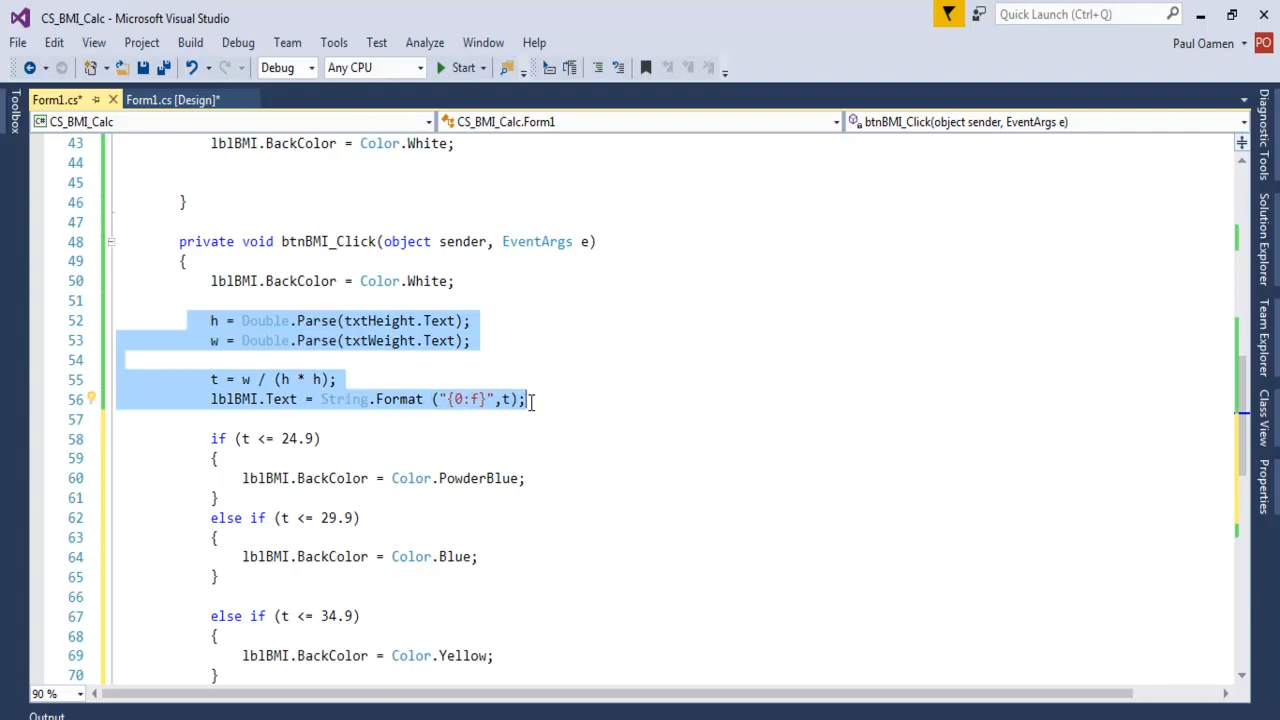 CS_BMI_Calc - Microsoft Visual Studio
Quick Launch (Ctrl+Q)
File Edit View Project Build Debug Team Tools Test Analyze Window Help
Paul Oamen
PO
Debug Any CPU Start
Form1.cs* Form1.cs [Design]*
CS_BMI_Calc CS_BMI_Calc.Form1 btnBMI_Click(object sender, EventArgs e)
43 lblBMI.BackColor = Color.White;
44
45
46 }
47
48 private void btnBMI_Click(object sender, EventArgs e)
49 {
50 lblBMI.BackColor = Color.White;
51
52 h = Double.Parse(txtHeight.Text);
53 w = Double.Parse(txtWeight.Text);
54
55 t = w / (h * h);
56 lblBMI.Text = String.Format ("{0:f}",t);
57
58 if (t <= 24.9)
59 {
60 lblBMI.BackColor = Color.PowderBlue;
61 }
62 else if (t <= 29.9)
63 {
64 lblBMI.BackColor = Color.Blue;
65 }
66
67 else if (t <= 34.9)
68 {
69 lblBMI.BackColor = Color.Yellow;
70 }
90 %
Output
Toolbox
Diagnostic Tools
Solution Explorer
Team Explorer
Class View
Properties